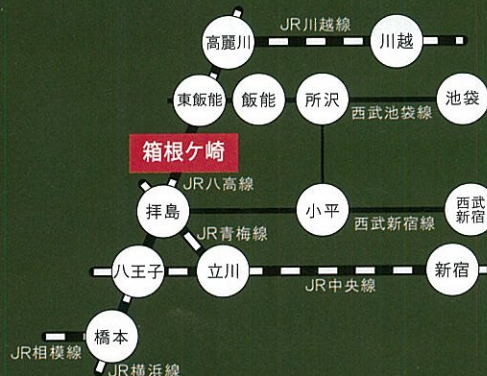 JR川越線
高麗川
川越
東飯能
飯能
所沢
池袋
西武池袋線
箱根ケ崎
JR八高線
拝島
小平
西武
新宿
西武新宿線
JR青梅線
八王子
立川
新宿
JR中央線
橋本
JR相模線
JR横浜線